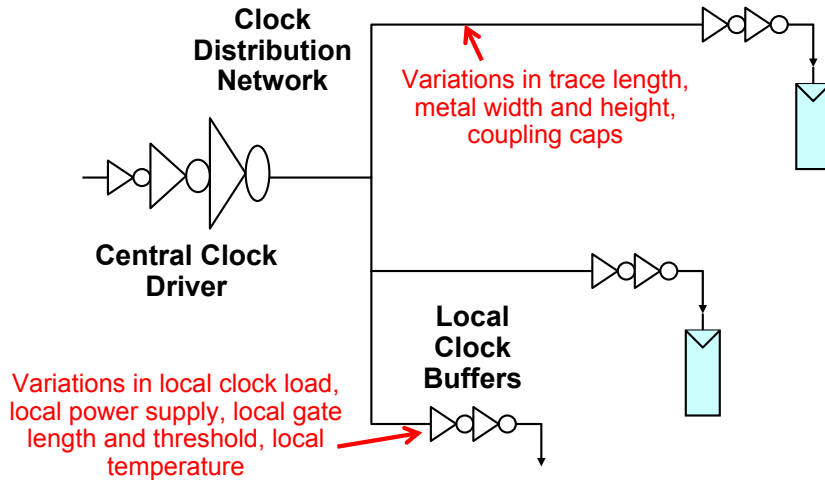 Clock
Distribution
Network
Variations in trace length,
metal width and height,
coupling caps
Central Clock
Driver
Local
Clock
Buffers
Variations in local clock load,
local power supply, local gate
length and threshold, local
temperature